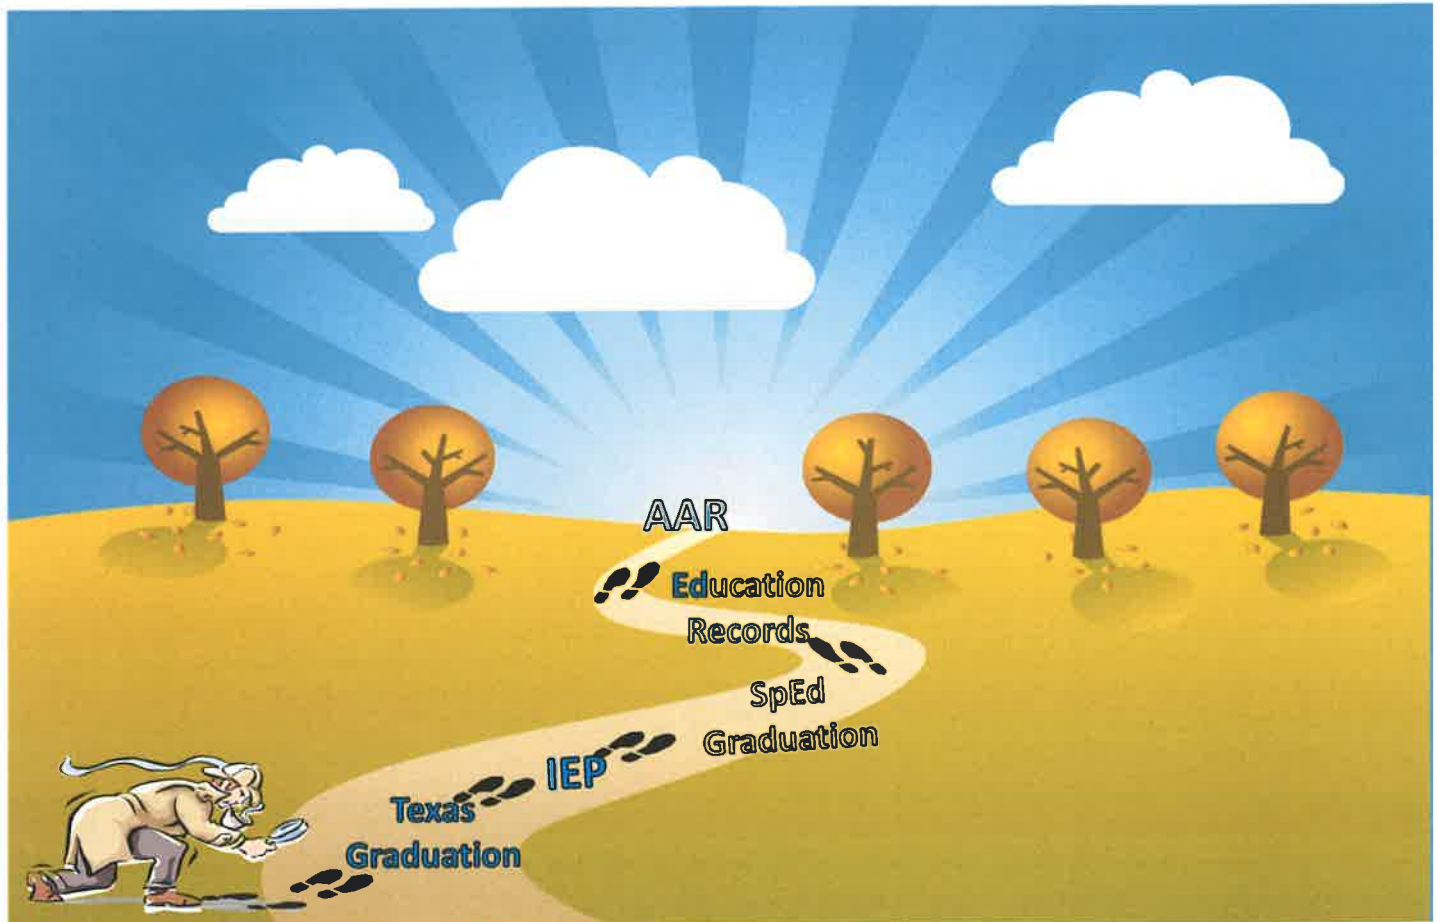 AAR
Education
Records
SpEd
Graduation
IEP
Texas
Graduation